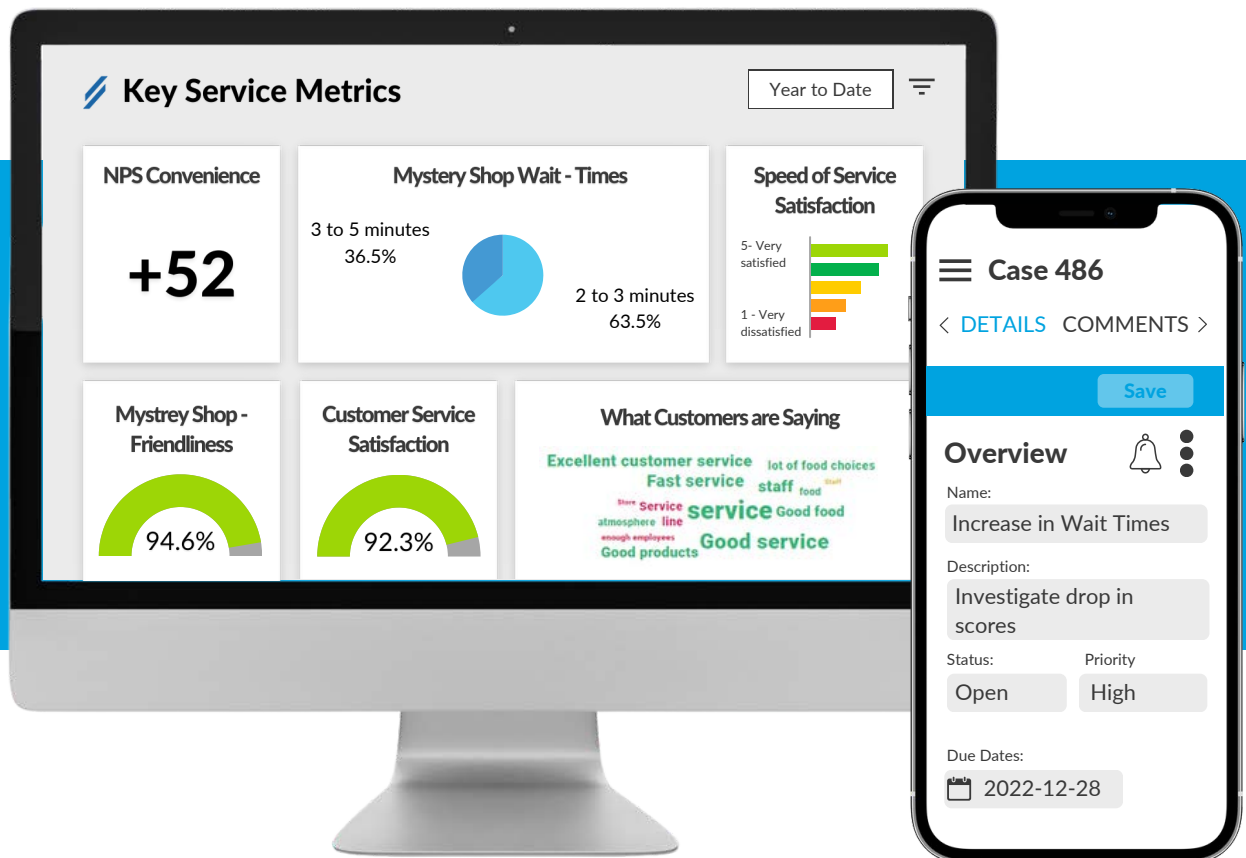 Key Service Metrics
Year to Date
NPS Convenience
+52
Mystery Shop Wait - Times
3 to 5 minutes
36.5%
2 to 3 minutes
63.5%
Speed of Service
Satisfaction
5- Very
satisfied
1 - Very
dissatisfied
Mystrey Shop -
Friendliness
94.6%
Customer Service
Satisfaction
92.3%
What Customers are Saying
Excellent customer service
lot of food choices
Fast service
staff
food
Staff
Store
Service
service
Good food
atmosphere
line
enough employees
Good products
Good service
Case 486
< DETAILS COMMENTS >
Save
Overview
Name:
Increase in Wait Times
Description:
Investigate drop in
scores
Status:
Priority
Open
High
Due Dates:
2022-12-28